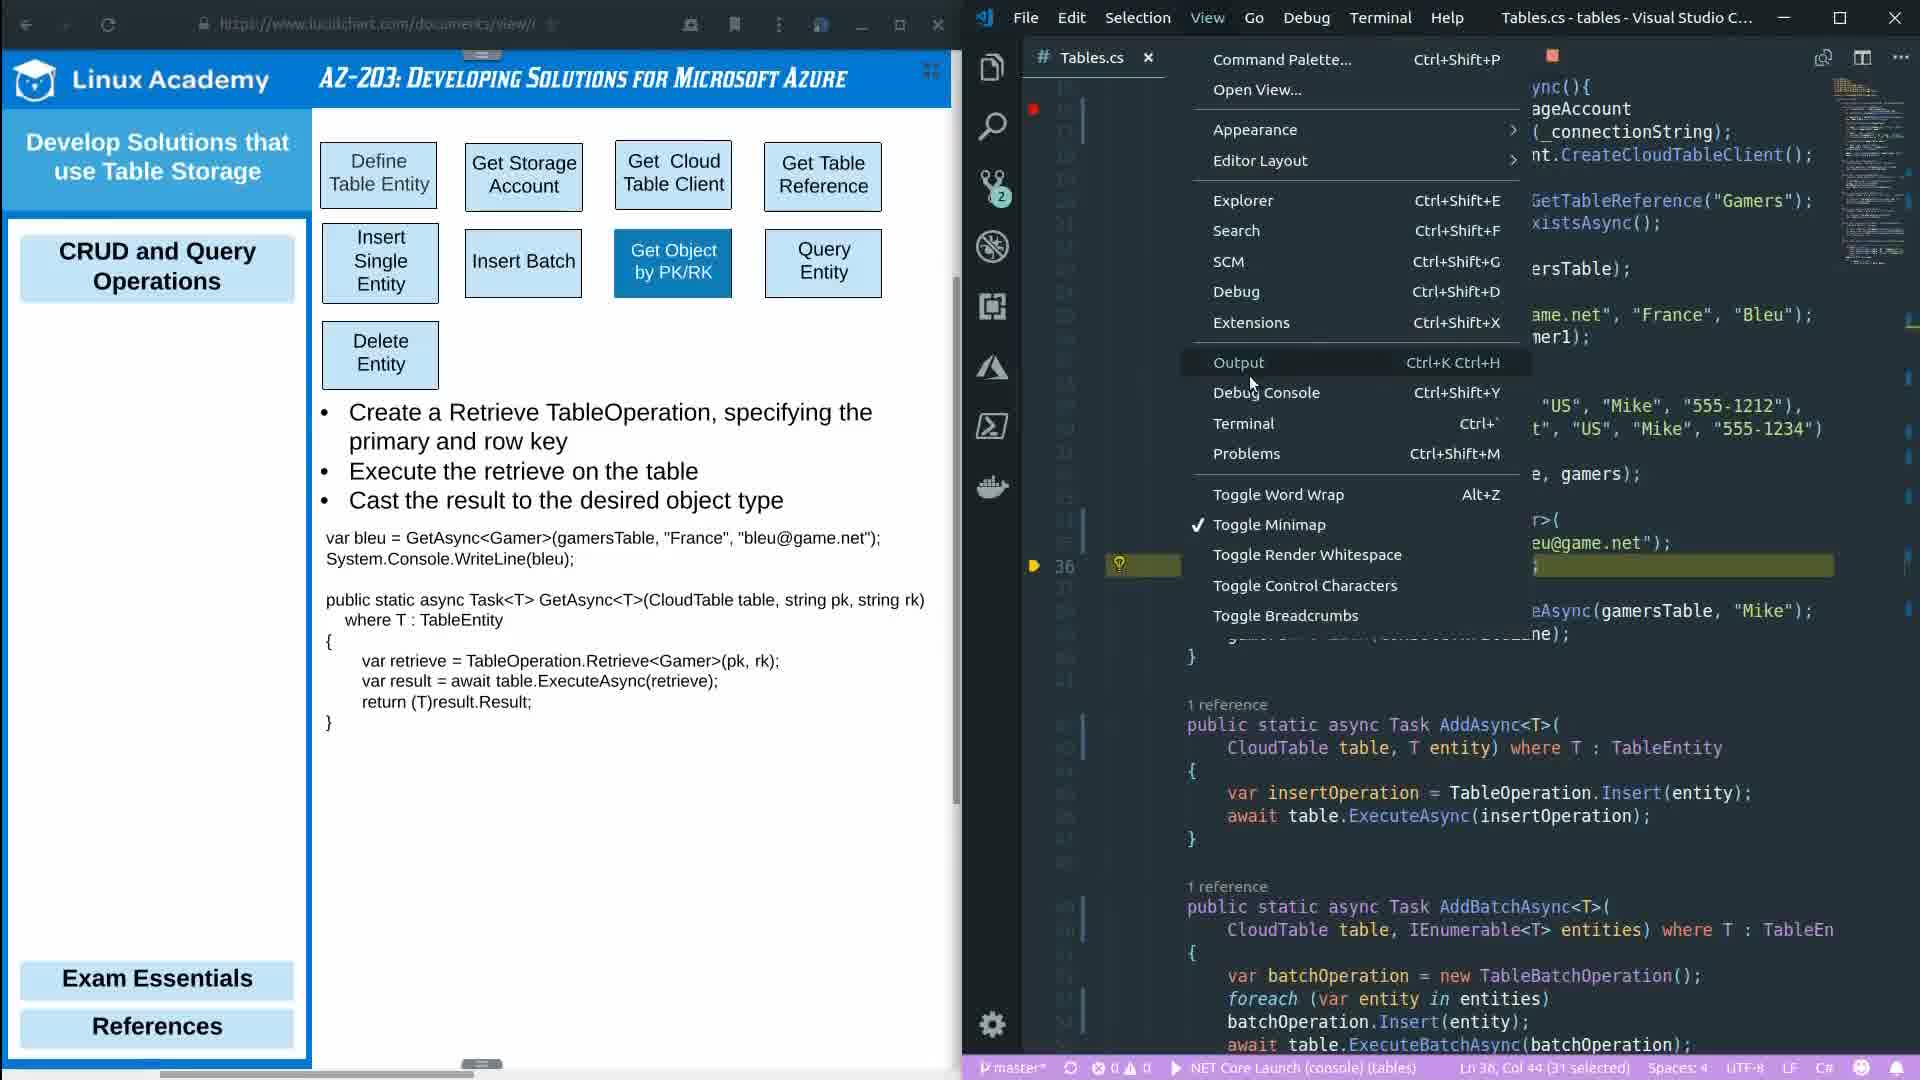 https://www.lucidchart.com/documents/view/
Linux Academy
AZ-203: Developing Solutions for Microsoft Azure
Develop Solutions that
use Table Storage
CRUD and Query
Operations
Exam Essentials
References
Define
Table Entity
Get Storage
Account
Get Cloud
Table Client
Get Table
Reference
Insert
Single
Entity
Insert Batch
Get Object
by PK/RK
Query
Entity
Delete
Entity
• Create a Retrieve TableOperation, specifying the
primary and row key
• Execute the retrieve on the table
• Cast the result to the desired object type
var bleu = GetAsync<Gamer>(gamersTable, "France", "bleu@game.net");
System.Console.WriteLine(bleu);
public static async Task<T> GetAsync<T>(CloudTable table, string pk, string rk)
where T : TableEntity
{
var retrieve = TableOperation.Retrieve<Gamer>(pk, rk);
var result = await table.ExecuteAsync(retrieve);
return (T)result.Result;
}
File Edit Selection View Go Debug Terminal Help Tables.cs - tables - Visual Studio C...
# Tables.cs
Command Palette... Ctrl+Shift+P
Open View...
Appearance
Editor Layout
Explorer Ctrl+Shift+E
Search Ctrl+Shift+F
SCM Ctrl+Shift+G
Debug Ctrl+Shift+D
Extensions Ctrl+Shift+X
Output Ctrl+K Ctrl+H
Debug Console Ctrl+Shift+Y
Terminal Ctrl+`
Problems Ctrl+Shift+M
Toggle Word Wrap Alt+Z
✓ Toggle Minimap
Toggle Render Whitespace
Toggle Control Characters
Toggle Breadcrumbs
2
ync(){
ageAccount
(_connectionString);
nt.CreateCloudTableClient();
GetTableReference("Gamers");
xistsAsync();
ersTable);
ame.net", "France", "Bleu");
mer1);
"US", "Mike", "555-1212"),
t", "US", "Mike", "555-1234")
e, gamers);
r>(
eu@game.net");
36
;
eAsync(gamersTable, "Mike");
}
1 reference
public static async Task AddAsync<T>(
CloudTable table, T entity) where T : TableEntity
{
var insertOperation = TableOperation.Insert(entity);
await table.ExecuteAsync(insertOperation);
}
1 reference
public static async Task AddBatchAsync<T>(
CloudTable table, IEnumerable<T> entities) where T : TableEn
{
var batchOperation = new TableBatchOperation();
foreach (var entity in entities)
batchOperation.Insert(entity);
await table.ExecuteBatchAsync(batchOperation);
master* 0 0 NET Core Launch (console) (tables) Ln 36, Col 44 (31 selected) Spaces: 4 UTF-8 LF C#